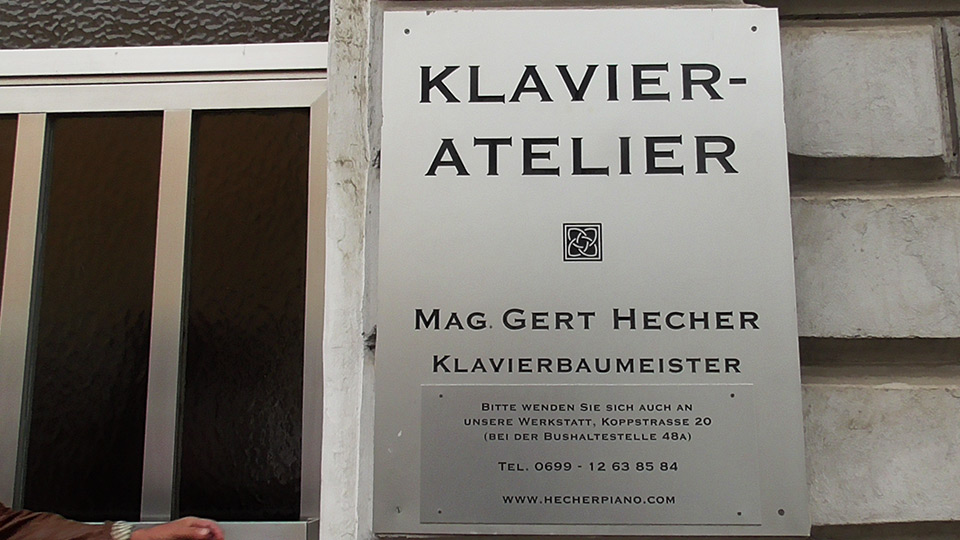 KLAVIER-
ATELIER
MAG. GERT HECHER
KLAVIERBAUMEISTER
BITTE WENDEN SIE SICH AUCH AN
UNSERE WERKSTATT, KOPPSTRASSE 20
(BEI DER BUSHALTESTELLE 48A)
TEL. 0699 - 12 63 85 84
WWW.HECHERPIANO.COM